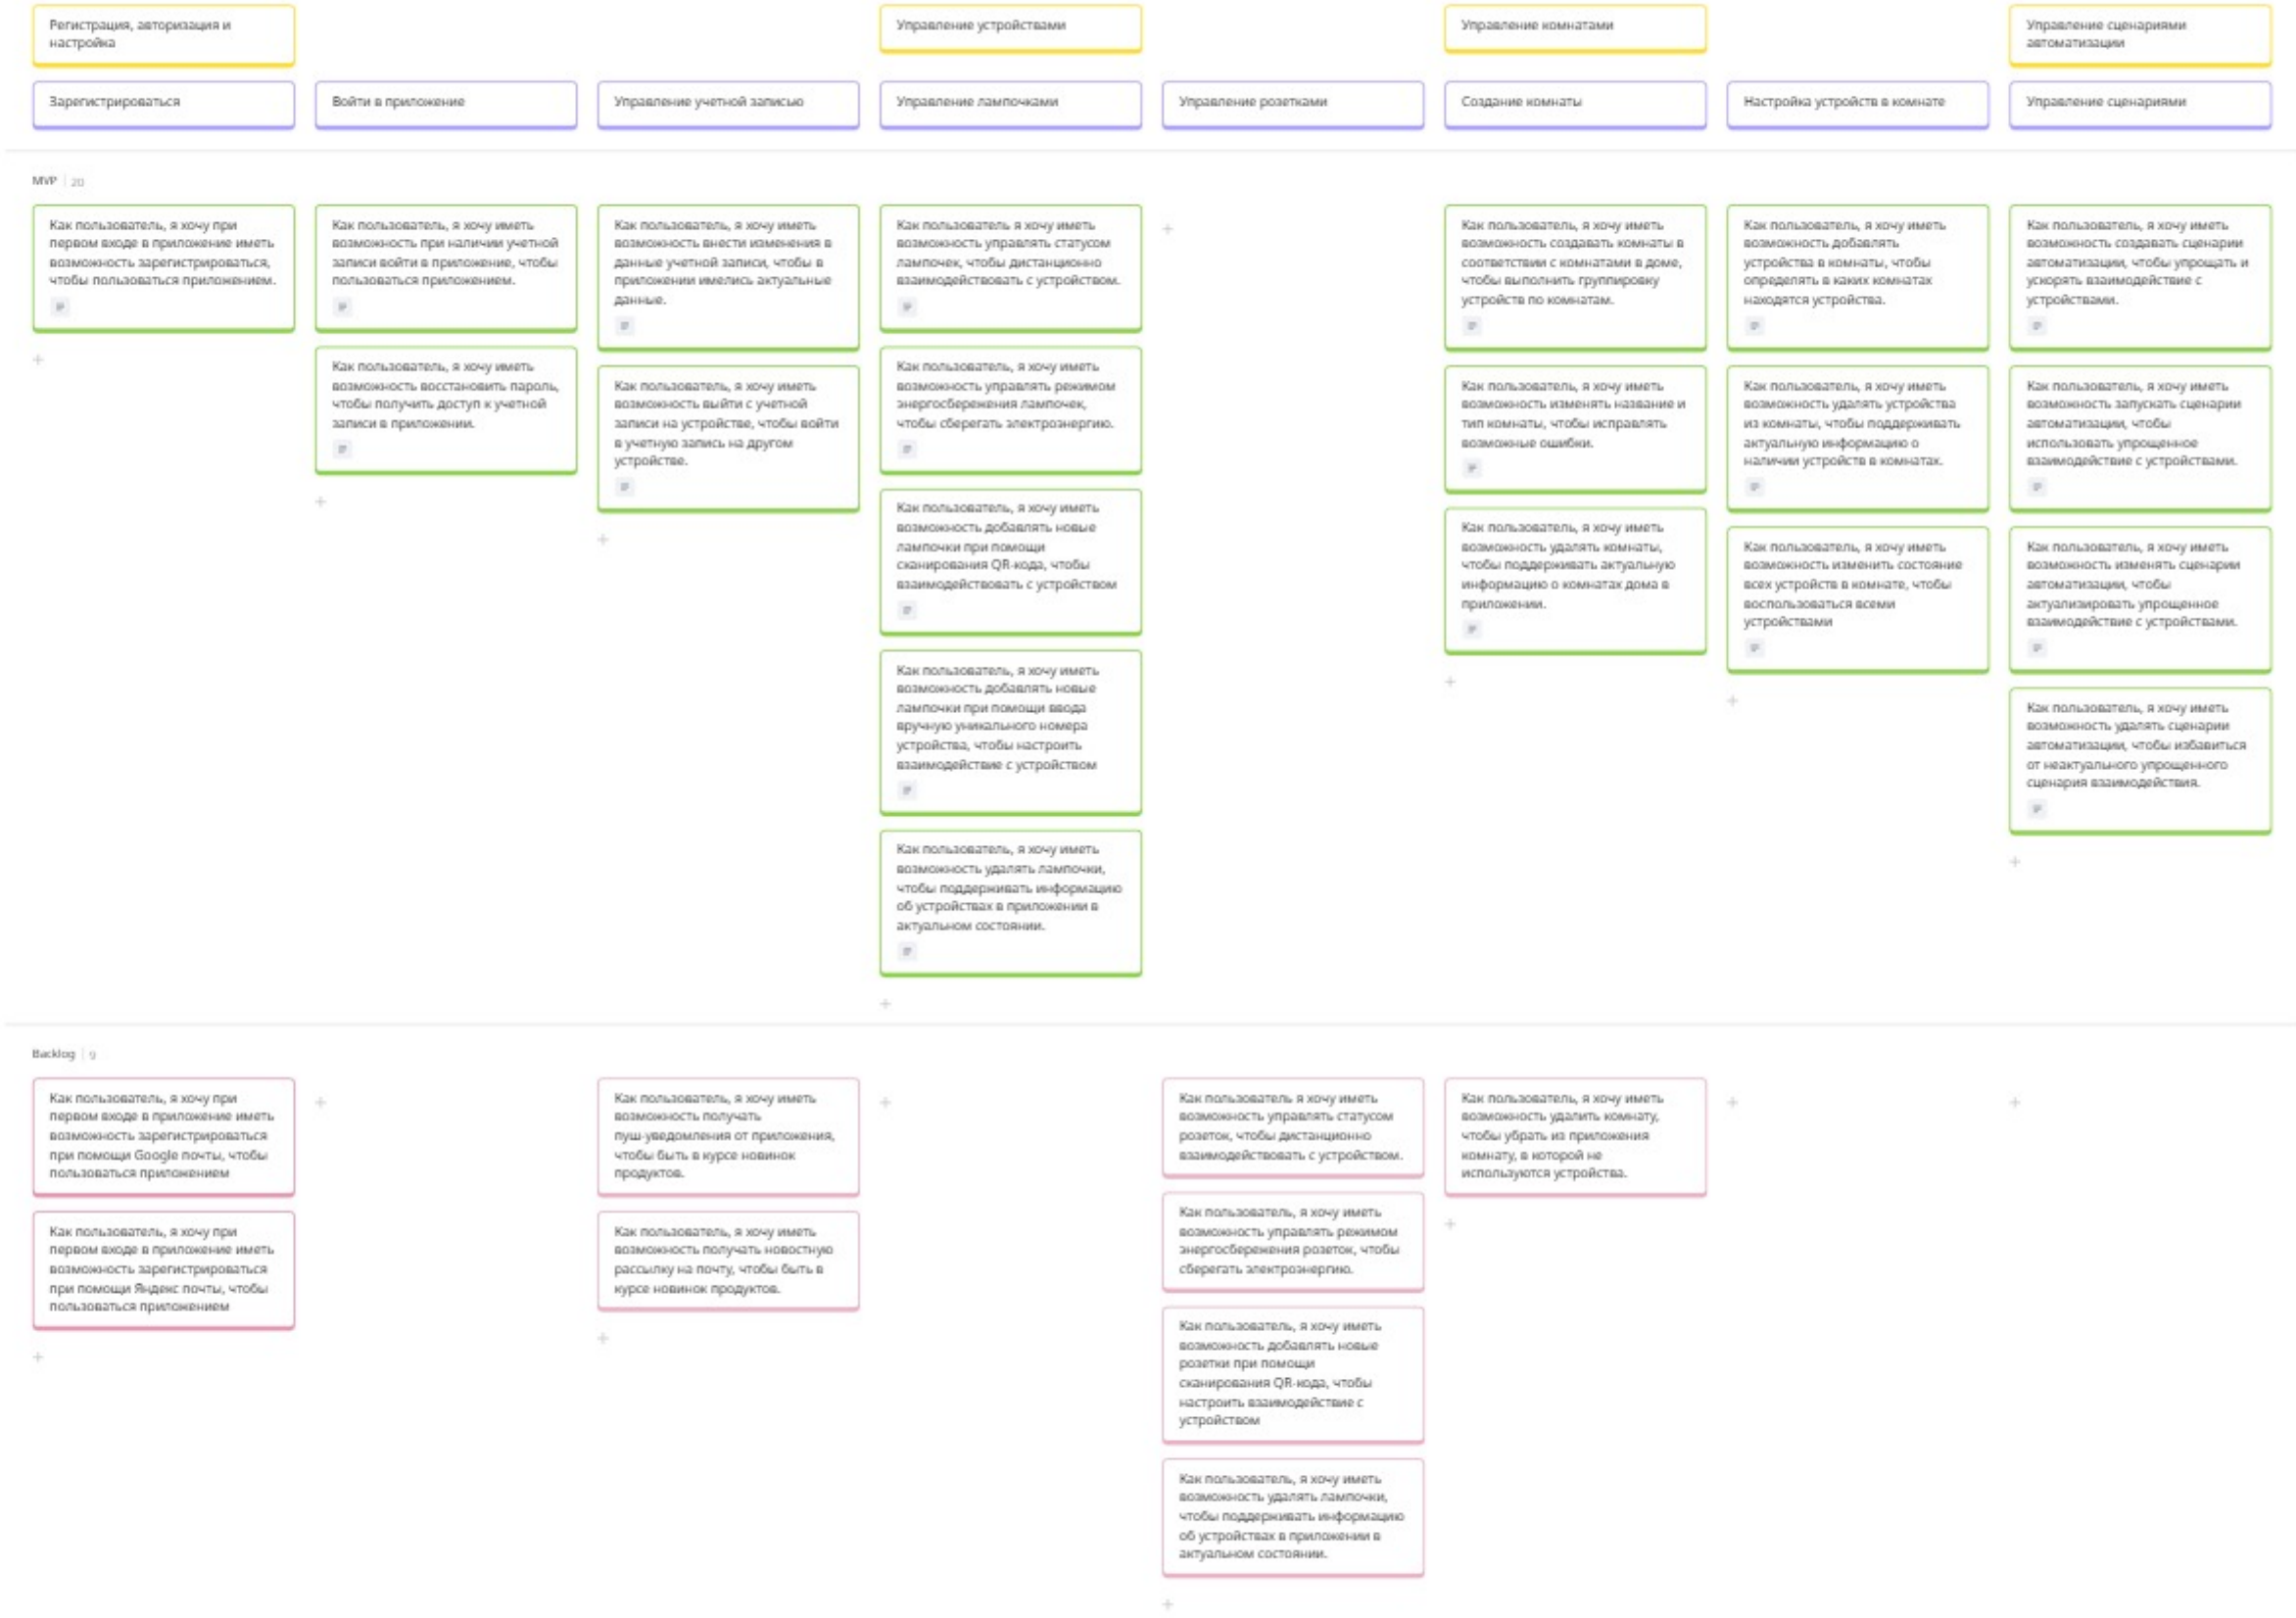 Регистрация, авторизация и
настройка
Управление устройствами
Управление комнатами
Управление сценариями
автоматизации
Зарегистрироваться
Войти в приложение
Управление учетной записью
Управление лампочками
Управление розетками
Создание комнаты
Настройка устройств в комнате
Управление сценариями
MVP | 20
Как пользователь, я хочу при
первом входе в приложение иметь
возможность зарегистрироваться,
чтобы пользоваться приложением.
Как пользователь, я хочу иметь
возможность при наличии учетной
записи войти в приложение, чтобы
пользоваться приложением.
Как пользователь, я хочу иметь
возможность восстановить пароль,
чтобы получить доступ к учетной
записи в приложении.
Как пользователь, я хочу иметь
возможность внести изменения в
данные учетной записи, чтобы в
приложении имелись актуальные
данные.
Как пользователь, я хочу иметь
возможность выйти с учетной
записи на устройстве, чтобы войти
в учетную запись на другом
устройстве.
Как пользователь, я хочу иметь
возможность управлять статусом
лампочек, чтобы дистанционно
взаимодействовать с устройством.
Как пользователь, я хочу иметь
возможность управлять режимом
энергосбережения лампочек,
чтобы сберегать электроэнергию.
Как пользователь, я хочу иметь
возможность добавлять новые
лампочки при помощи
сканирования QR-кода, чтобы
взаимодействовать с устройством
Как пользователь, я хочу иметь
возможность добавлять новые
лампочки при помощи ввода
вручную уникального номера
устройства, чтобы настроить
взаимодействие с устройством
Как пользователь, я хочу иметь
возможность удалять лампочки,
чтобы поддерживать информацию
об устройствах в приложении в
актуальном состоянии.
Как пользователь, я хочу иметь
возможность создавать комнаты в
соответствии с комнатами в доме,
чтобы выполнить группировку
устройств по комнатам.
Как пользователь, я хочу иметь
возможность изменять название и
тип комнаты, чтобы исправлять
возможные ошибки.
Как пользователь, я хочу иметь
возможность удалять комнаты,
чтобы поддерживать актуальную
информацию о комнатах дома в
приложении.
Как пользователь, я хочу иметь
возможность добавлять
устройства в комнаты, чтобы
определять в каких комнатах
находятся устройства.
Как пользователь, я хочу иметь
возможность удалять устройства
из комнаты, чтобы поддерживать
актуальную информацию о
наличии устройств в комнатах.
Как пользователь, я хочу иметь
возможность изменить состояние
всех устройств в комнате, чтобы
воспользоваться всеми
устройствами
Как пользователь, я хочу иметь
возможность создавать сценарии
автоматизации, чтобы упрощать и
ускорять взаимодействие с
устройствами.
Как пользователь, я хочу иметь
возможность запускать сценарии
автоматизации, чтобы
использовать упрощенное
взаимодействие с устройствами.
Как пользователь, я хочу иметь
возможность изменять сценарии
автоматизации, чтобы
актуализировать упрощенное
взаимодействие с устройствами.
Как пользователь, я хочу иметь
возможность удалять сценарии
автоматизации, чтобы избавиться
от неактуального упрощенного
сценария взаимодействия.
Backlog | 9
Как пользователь, я хочу при
первом входе в приложение иметь
возможность зарегистрироваться
при помощи Google почты, чтобы
пользоваться приложением
Как пользователь, я хочу при
первом входе в приложение иметь
возможность зарегистрироваться
при помощи Яндекс почты, чтобы
пользоваться приложением
Как пользователь, я хочу иметь
возможность получать
пуш-уведомления от приложения,
чтобы быть в курсе новинок
продуктов.
Как пользователь, я хочу иметь
возможность получать новостную
рассылку на почту, чтобы быть в
курсе новинок продуктов.
Как пользователь я хочу иметь
возможность управлять статусом
розеток, чтобы дистанционно
взаимодействовать с устройством.
Как пользователь, я хочу иметь
возможность управлять режимом
энергосбережения розеток, чтобы
сберегать электроэнергию.
Как пользователь, я хочу иметь
возможность добавлять новые
розетки при помощи
сканирования QR-кода, чтобы
настроить взаимодействие с
устройством
Как пользователь, я хочу иметь
возможность удалять лампочки,
чтобы поддерживать информацию
об устройствах в приложении в
актуальном состоянии.
Как пользователь, я хочу иметь
возможность удалить комнату,
чтобы убрать из приложения
комнату, в которой не
используются устройства.